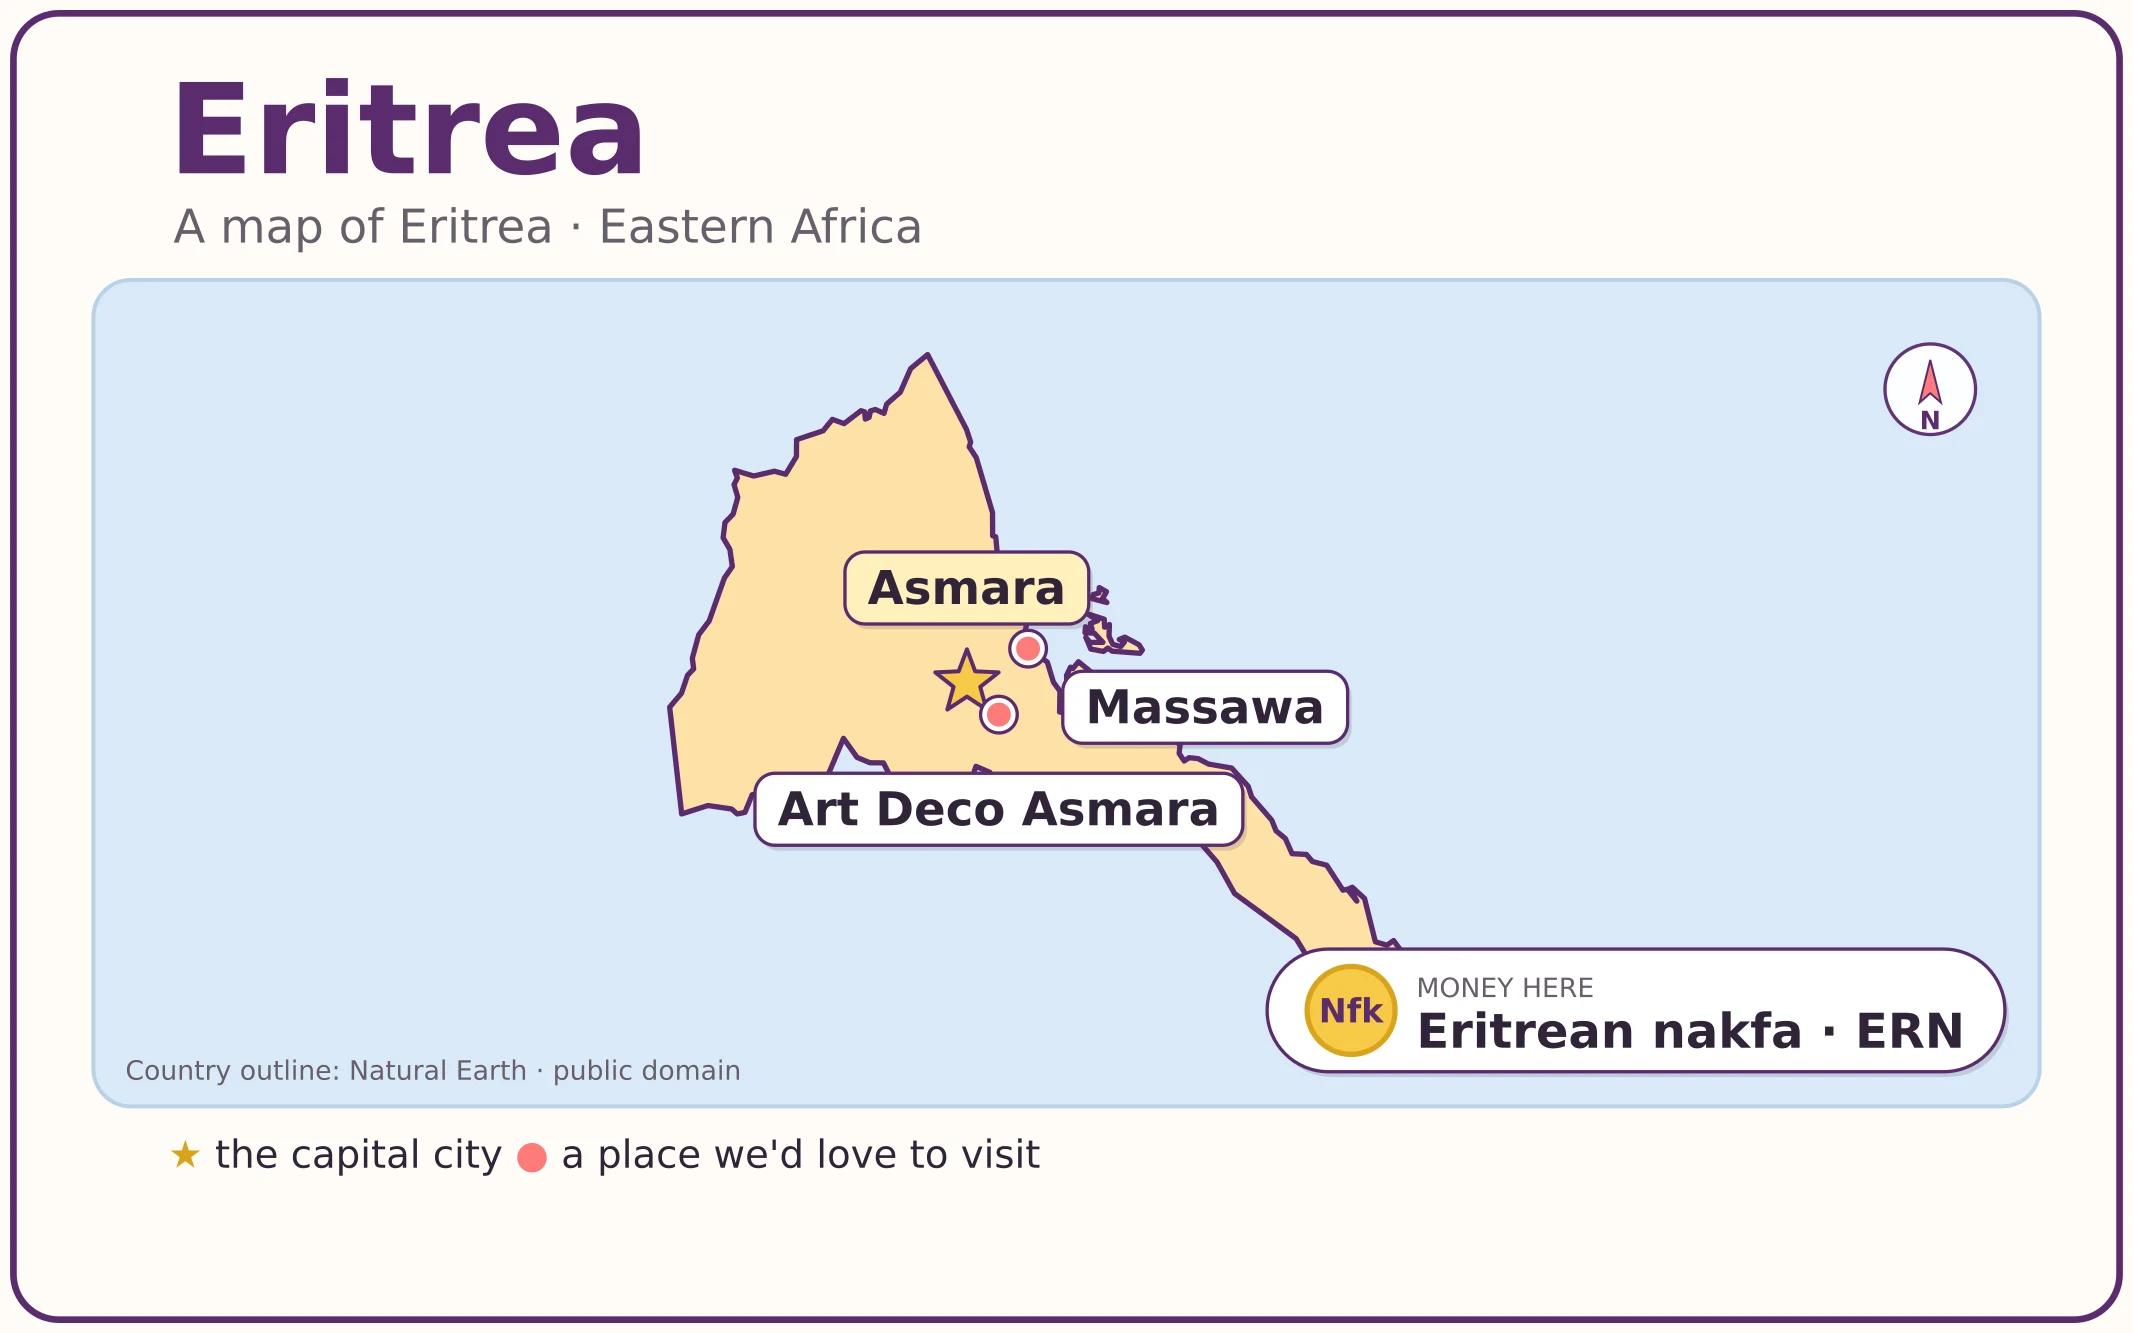 Eritrea
A map of Eritrea · Eastern Africa
N
Asmara
Massawa
Art Deco Asmara
Nfk
MONEY HERE
Eritrean nakfa · ERN
Country outline: Natural Earth · public domain
★ the capital city ● a place we'd love to visit